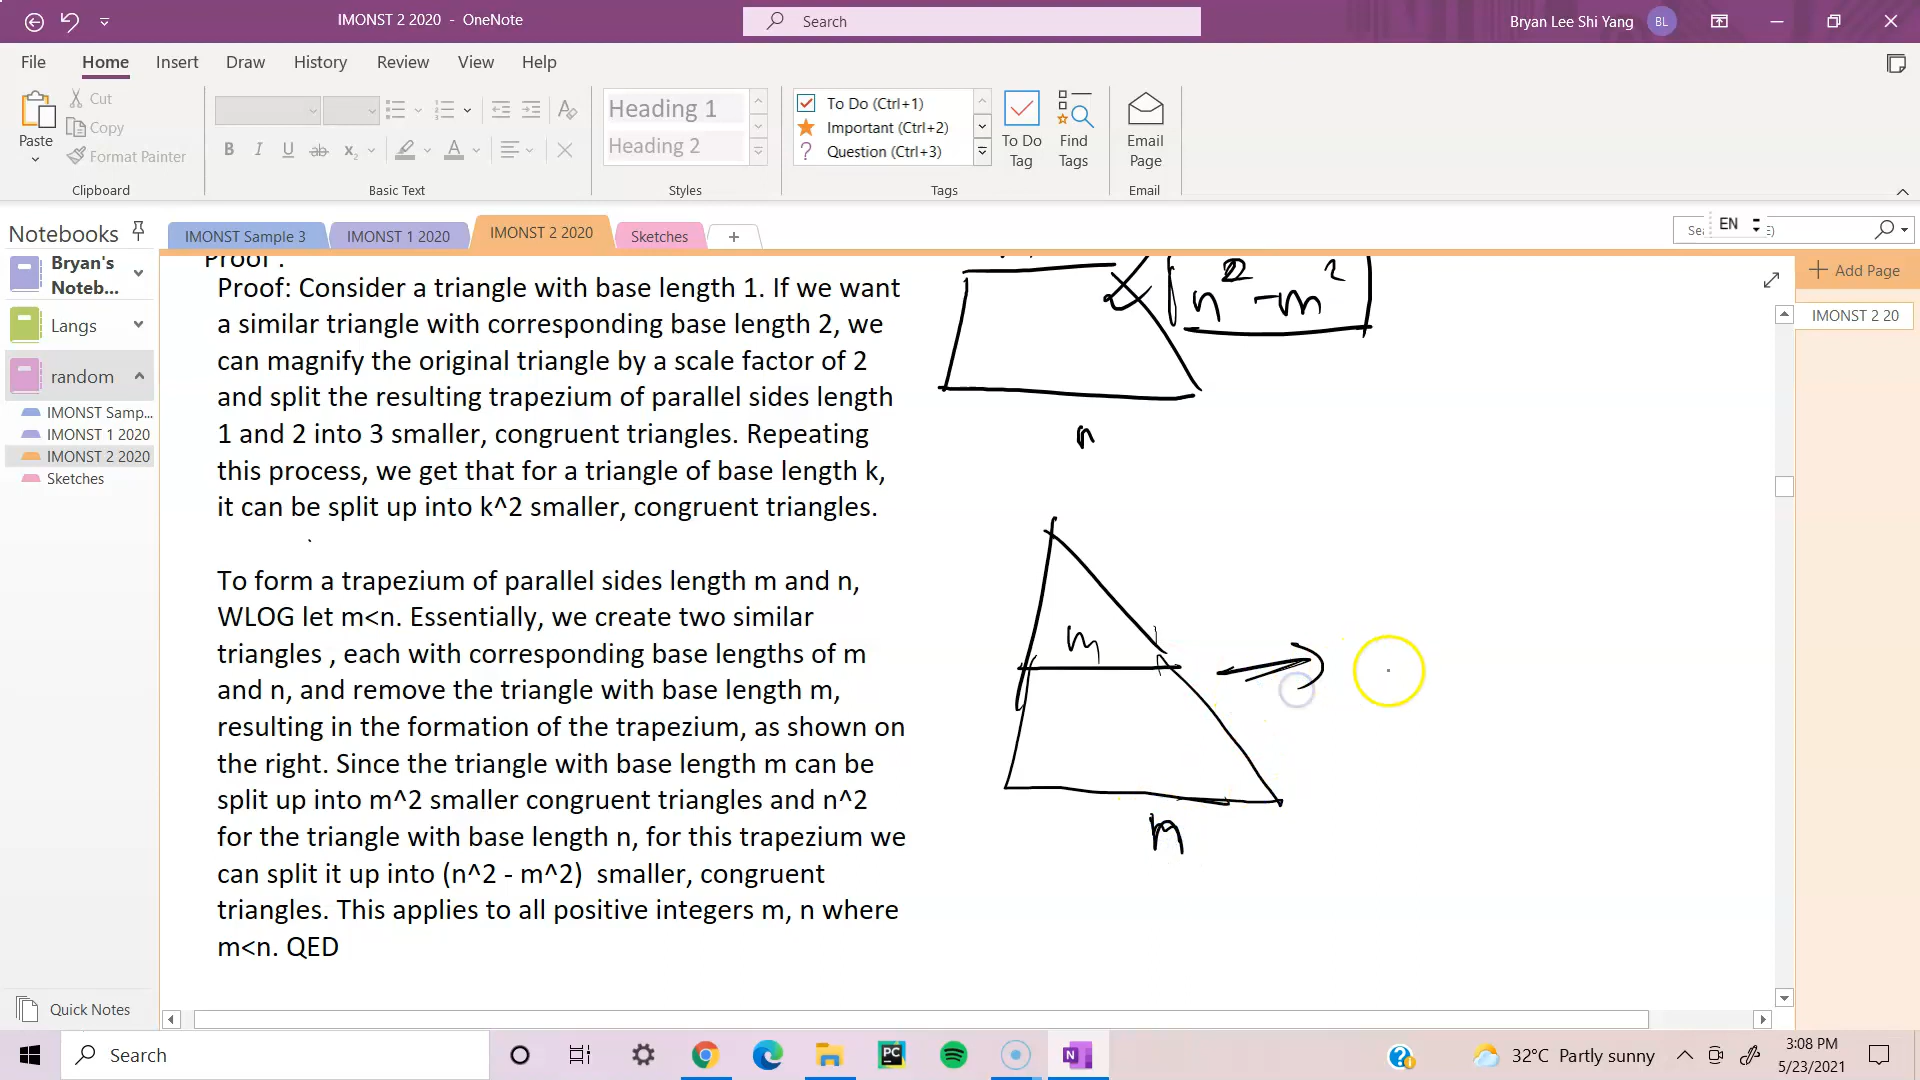 IMONST 2 2020 - OneNote
Search
Bryan Lee Shi Yang
BL
File Home Insert Draw History Review View Help
Paste
Cut
Copy
Format Painter
Clipboard
B I U ab x₂ A
Basic Text
Heading 1
Heading 2
Styles
To Do (Ctrl+1)
Important (Ctrl+2)
Question (Ctrl+3)
To Do Tag
Find Tags
Tags
Email Page
Email
Notebooks
IMONST Sample 3
IMONST 1 2020
IMONST 2 2020
Sketches
EN
Bryan's Noteb...
Langs
random
IMONST Samp...
IMONST 1 2020
IMONST 2 2020
Sketches
Quick Notes
Add Page
IMONST 2 20
Proof :
Proof: Consider a triangle with base length 1. If we want
a similar triangle with corresponding base length 2, we
can magnify the original triangle by a scale factor of 2
and split the resulting trapezium of parallel sides length
1 and 2 into 3 smaller, congruent triangles. Repeating
this process, we get that for a triangle of base length k,
it can be split up into k^2 smaller, congruent triangles.
To form a trapezium of parallel sides length m and n,
WLOG let m<n. Essentially, we create two similar
triangles , each with corresponding base lengths of m
and n, and remove the triangle with base length m,
resulting in the formation of the trapezium, as shown on
the right. Since the triangle with base length m can be
split up into m^2 smaller congruent triangles and n^2
for the triangle with base length n, for this trapezium we
can split it up into (n^2 - m^2) smaller, congruent
triangles. This applies to all positive integers m, n where
m<n. QED
n² - m²
n
m
m
Search
32°C Partly sunny
3:08 PM
5/23/2021